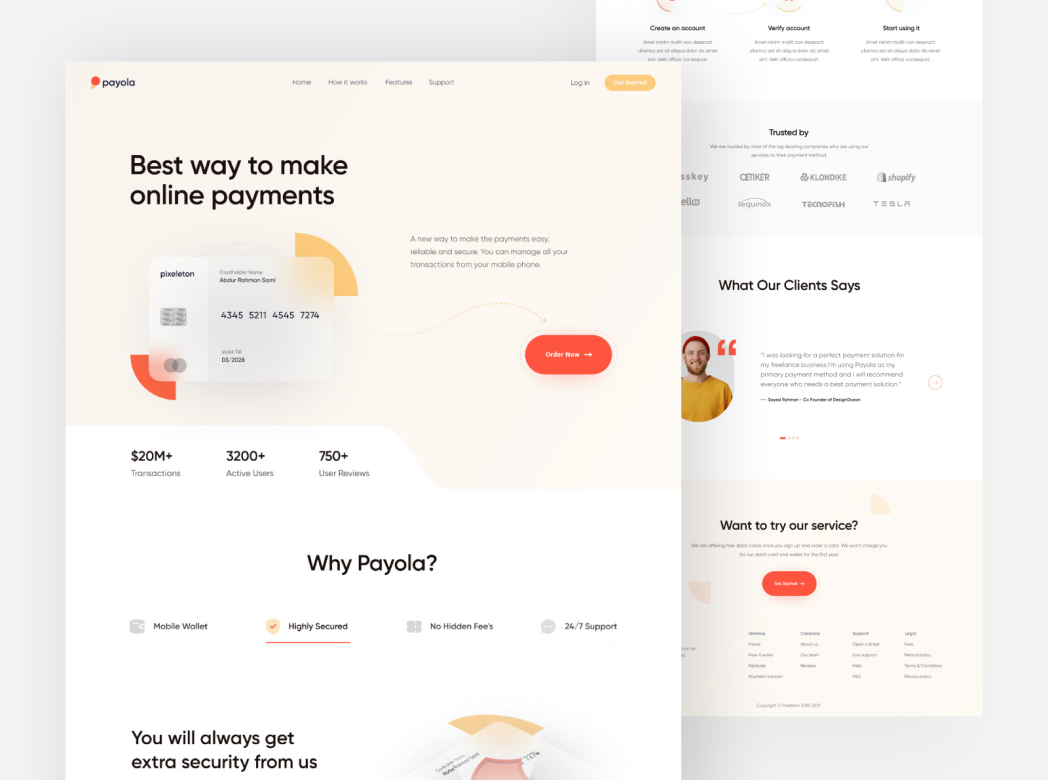 payola
Home
How it works
Features
Support
Log in
Get Started
Best way to make
online payments
A new way to make the payments easy,
reliable and secure. You can manage all your
transactions from your mobile phone.
pixeleton
Cardholder Name
Abdur Rahman Sami
4345 5211 4545 7274
Valid Till
03/2028
Order Now →
$20M+
Transactions
3200+
Active Users
750+
User Reviews
Why Payola?
Mobile Wallet
Highly Secured
No Hidden Fee's
24/7 Support
You will always get
extra security from us
Cardholder Name
7274
Create an account
Amet minim mollit non deserunt
ullamco est sit aliqua dolor do amet
sint. Velit officia consequat.
Verify account
Amet minim mollit non deserunt
ullamco est sit aliqua dolor do amet
sint. Velit officia consequat.
Start using it
Amet minim mollit non deserunt
ullamco est sit aliqua dolor do amet
sint. Velit officia consequat.
Trusted by
We are trusted by most of the top leading companies who are using our
services as their payment method.
sskey
ŒTIKER
KLONDIKE
shopify
ello
tequinox
TECNOFISH
TESLA
What Our Clients Says
"I was looking for a perfect payment solution for
my freelance business.I'm using Payola as my
primary payment method and I will recommend
everyone who needs a best payment solution."
— Sayed Rahman - Co Founder of DesignOcean
Want to try our service?
We are offering free debit cards once you sign up and order a card. We won't charge you
for our debit card and wallet for the first year.
Get Started →
Sitemap
Home
How it works
Features
Payment solution
Company
About us
Our team
Reviews
Support
Open a ticket
Live support
Help
FAQ
Legal
Fees
Refund policy
Terms & Conditions
Privacy policy
Copyright © Pixeleton 2019-2021